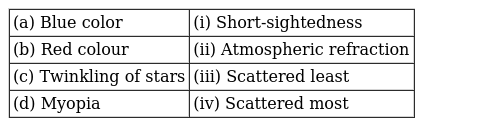 (a) Blue color (i) Short-sightedness
(b) Red colour (ii) Atmospheric refraction
(c) Twinkling of stars (iii) Scattered least
(d) Myopia (iv) Scattered most